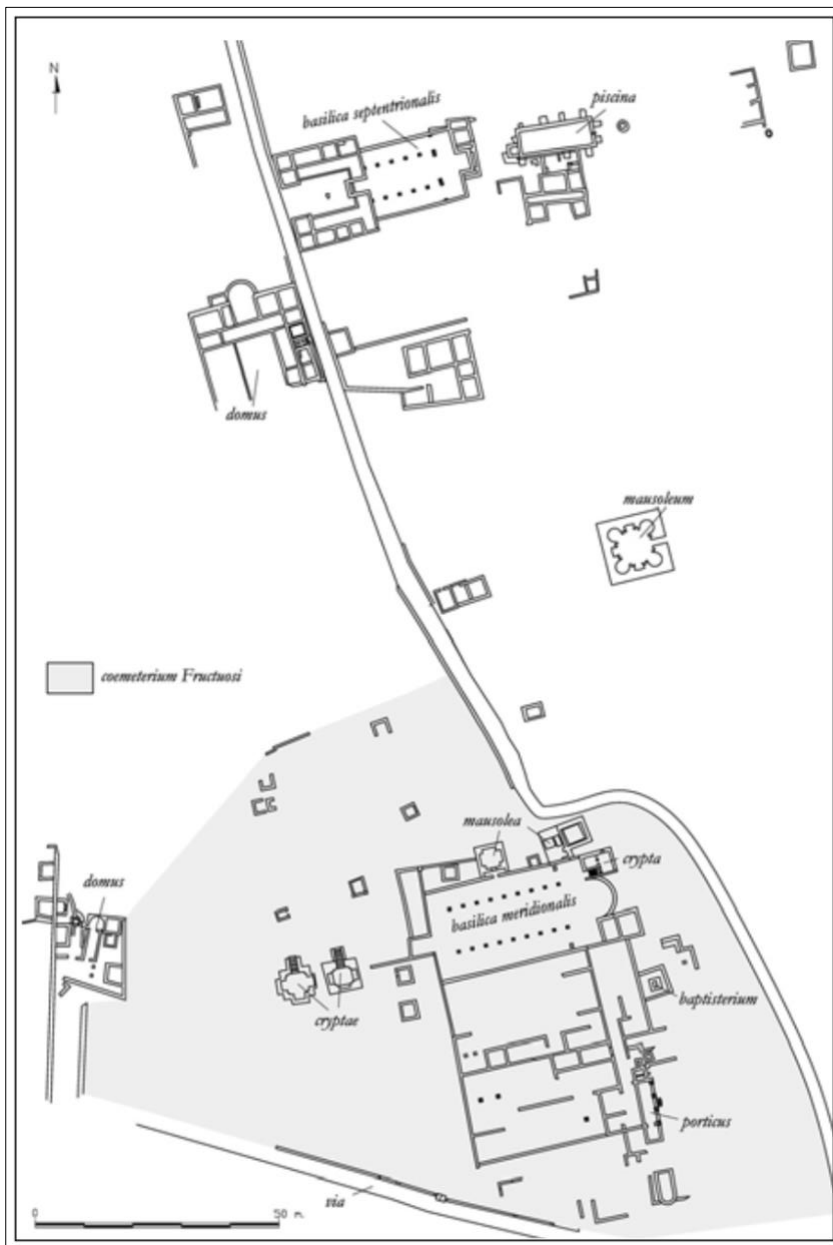 N
basilica septentrionalis
piscina
domus
mausoleum
coemeterium Fructuosi
mausolea
crypta
domus
basilica meridionalis
cryptae
baptisterium
porticus
via
0 50 m.